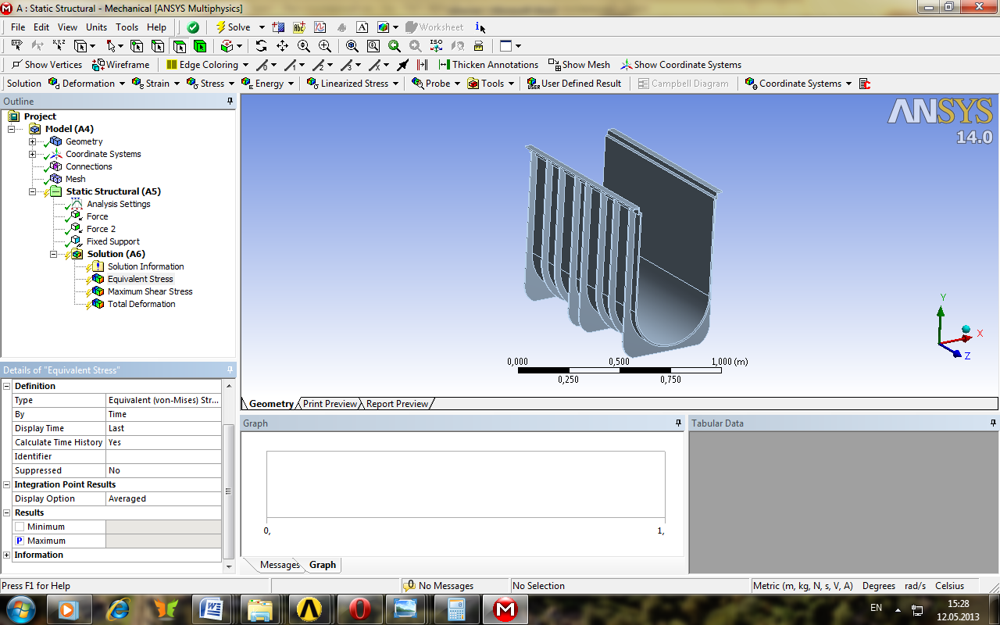 A : Static Structural - Mechanical [ANSYS Multiphysics]
File Edit View Units Tools Help Solve Worksheet
Show Vertices Wireframe Edge Coloring Thicken Annotations Show Mesh Show Coordinate Systems
Solution Deformation Strain Stress Energy Linearized Stress Probe Tools User Defined Result Campbell Diagram Coordinate Systems
Outline
Project
Model (A4)
Geometry
Coordinate Systems
Connections
Mesh
Static Structural (A5)
Analysis Settings
Force
Force 2
Fixed Support
Solution (A6)
Solution Information
Equivalent Stress
Maximum Shear Stress
Total Deformation
Details of "Equivalent Stress"
Definition
Type Equivalent (von-Mises) Str...
By Time
Display Time Last
Calculate Time History Yes
Identifier
Suppressed No
Integration Point Results
Display Option Averaged
Results
Minimum
P Maximum
Information
ANSYS
14.0
Y
X
Z
0,000 0,500 1,000 (m)
0,250 0,750
Geometry Print Preview Report Preview
Graph
0, 1,
Messages Graph
Tabular Data
Press F1 for Help 0 No Messages No Selection Metric (m, kg, N, s, V, A) Degrees rad/s Celsius
EN 15:28
12.05.2013